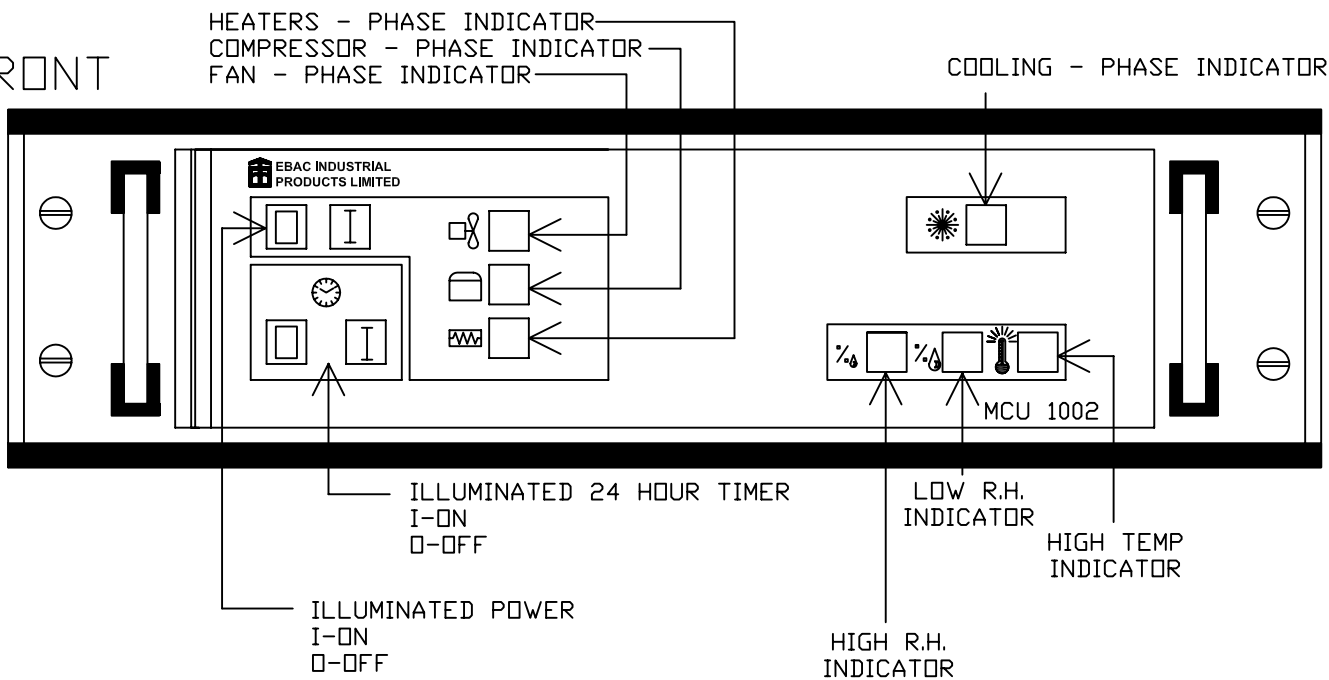 HEATERS - PHASE INDICATOR
COMPRESSOR - PHASE INDICATOR
FAN - PHASE INDICATOR
COOLING - PHASE INDICATOR
RONT
EBAC INDUSTRIAL
PRODUCTS LIMITED
O I
O I
MCU 1002
ILLUMINATED 24 HOUR TIMER
I-ON
O-OFF
LOW R.H.
INDICATOR
HIGH TEMP
INDICATOR
ILLUMINATED POWER
I-ON
O-OFF
HIGH R.H.
INDICATOR